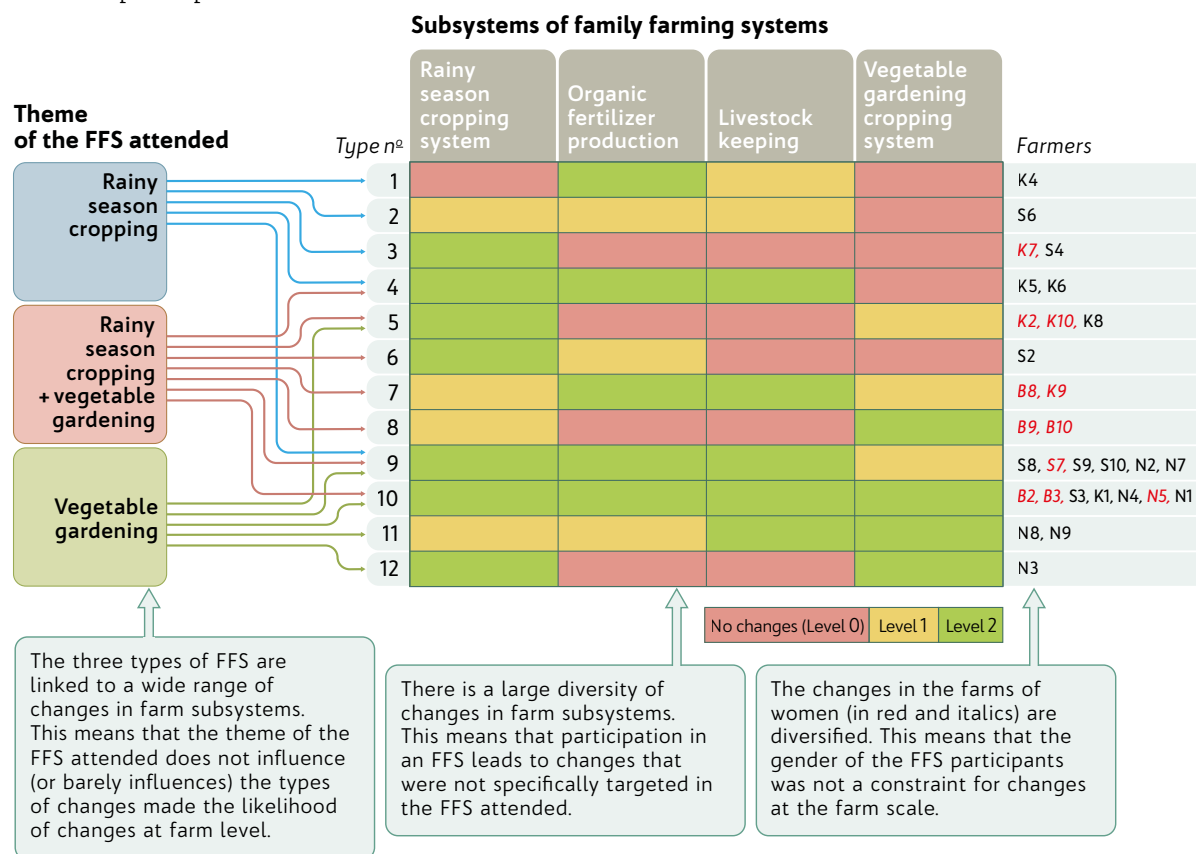 Subsystems of family farming systems
Theme
of the FFS attended
Type nº
Rainy
season
cropping
system
Organic
fertilizer
production
Livestock
keeping
Vegetable
gardening
cropping
system
Farmers
Rainy
season
cropping
Rainy
season
cropping
+ vegetable
gardening
Vegetable
gardening
1 K4
2 S6
3 K7, S4
4 K5, K6
5 K2, K10, K8
6 S2
7 B8, K9
8 B9, B10
9 S8, S7, S9, S10, N2, N7
10 B2, B3, S3, K1, N4, N5, N1
11 N8, N9
12 N3
No changes (Level 0) Level 1 Level 2
The three types of FFS are
linked to a wide range of
changes in farm subsystems.
This means that the theme of the
FFS attended does not influence
(or barely influences) the types
of changes made the likelihood
of changes at farm level.
There is a large diversity of
changes in farm subsystems.
This means that participation in
an FFS leads to changes that
were not specifically targeted in
the FFS attended.
The changes in the farms of
women (in red and italics) are
diversified. This means that the
gender of the FFS participants
was not a constraint for changes
at the farm scale.